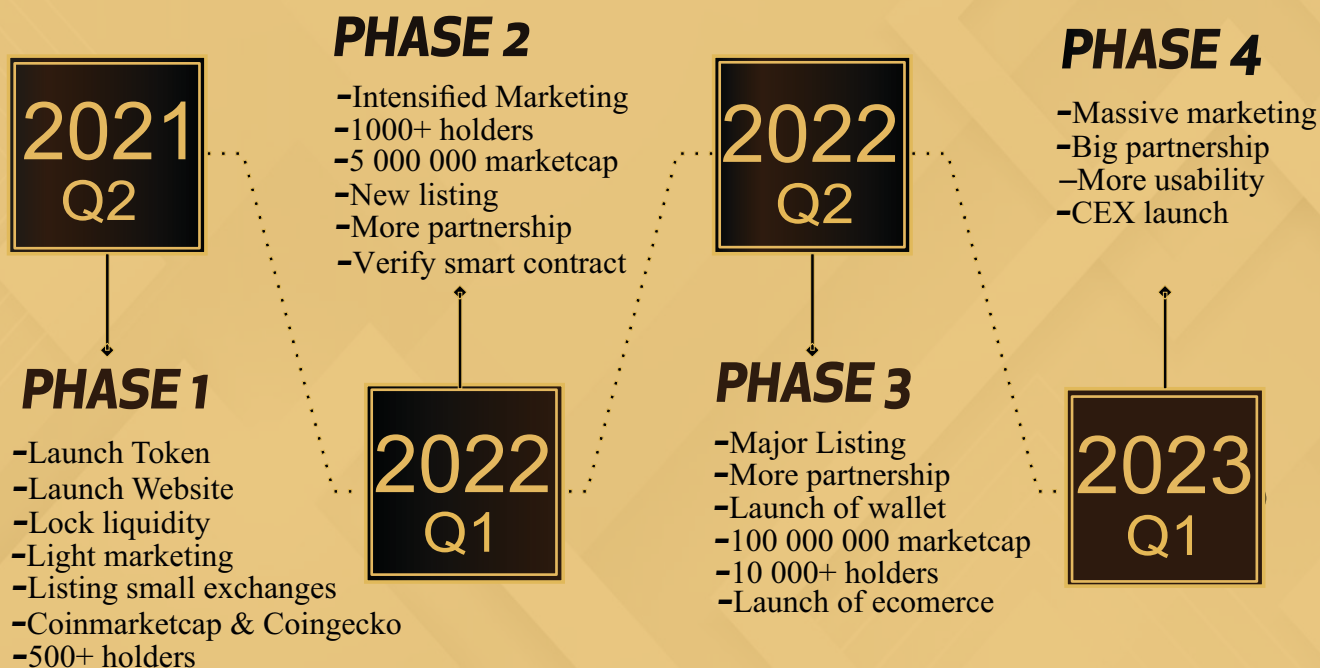 2021
Q2
PHASE 1
-Launch Token
-Launch Website
-Lock liquidity
-Light marketing
-Listing small exchanges
-Coinmarketcap & Coingecko
-500+ holders
PHASE 2
-Intensified Marketing
-1000+ holders
-5 000 000 marketcap
-New listing
-More partnership
-Verify smart contract
2022
Q1
2022
Q2
PHASE 3
-Major Listing
-More partnership
-Launch of wallet
-100 000 000 marketcap
-10 000+ holders
-Launch of ecomerce
PHASE 4
-Massive marketing
-Big partnership
–More usability
-CEX launch
2023
Q1